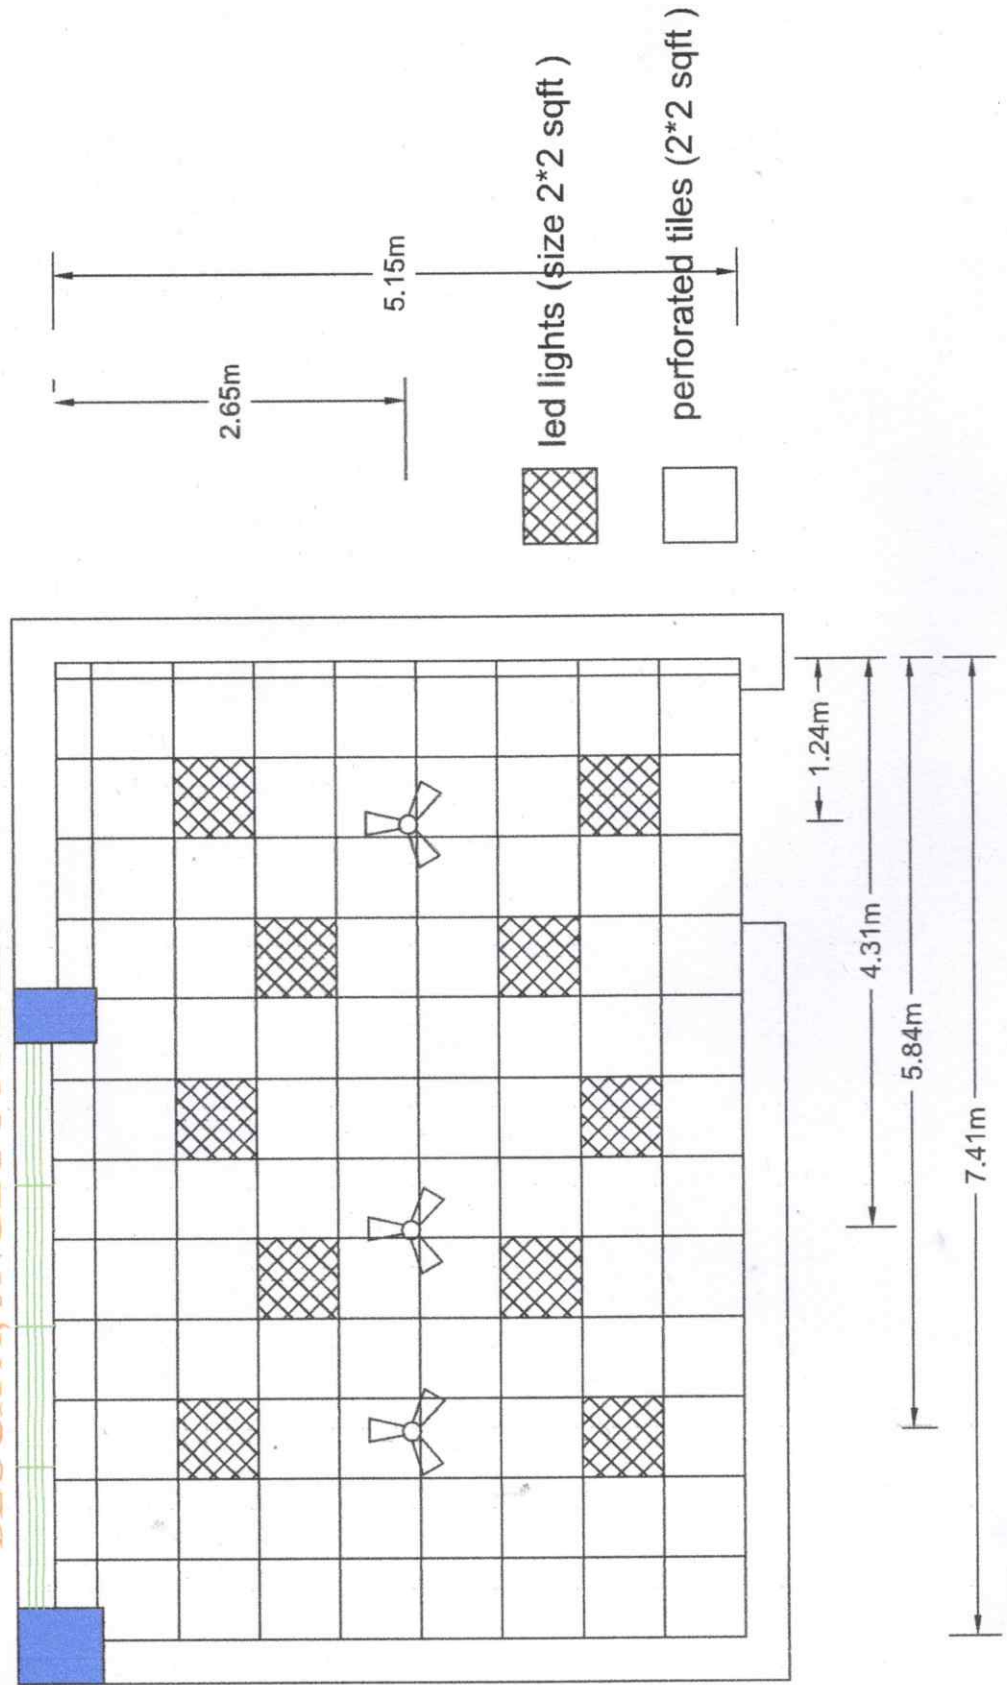 2.65m
5.15m
led lights (size 2*2 sqft )
perforated tiles (2*2 sqft )
1.24m
4.31m
5.84m
7.41m